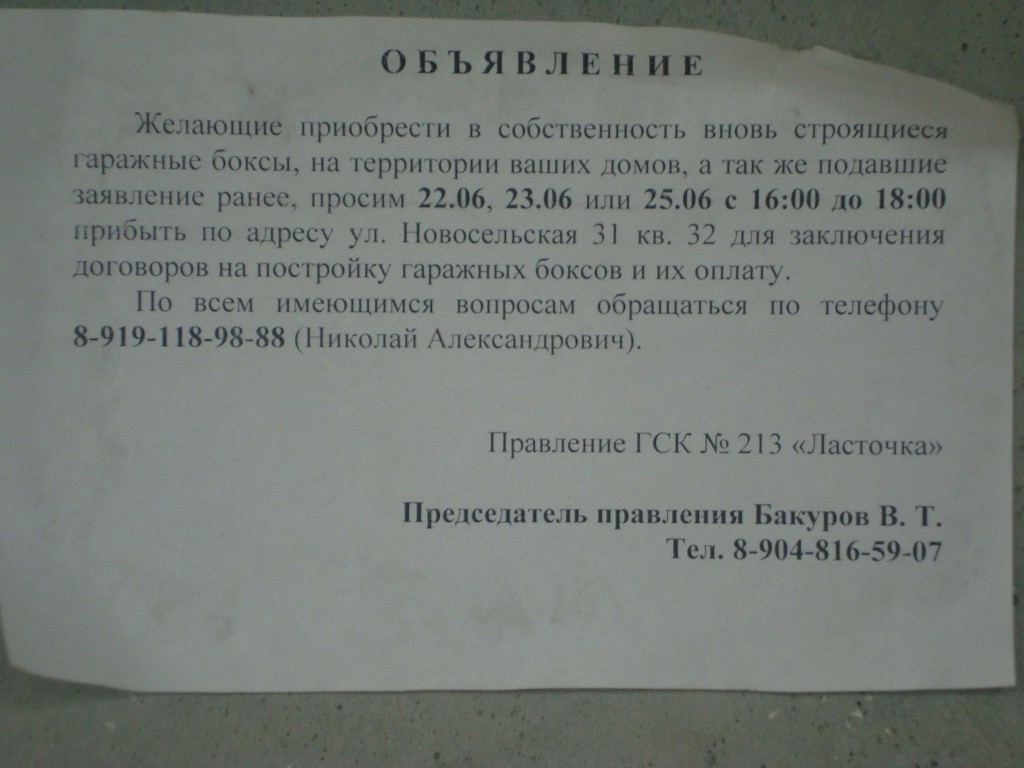 ОБЪЯВЛЕНИЕ
Желающие приобрести в собственность вновь строящиеся
гаражные боксы, на территории ваших домов, а так же подавшие
заявление ранее, просим 22.06, 23.06 или 25.06 с 16:00 до 18:00
прибыть по адресу ул. Новосельская 31 кв. 32 для заключения
договоров на постройку гаражных боксов и их оплату.
По всем имеющимся вопросам обращаться по телефону
8-919-118-98-88 (Николай Александрович).
Правление ГСК № 213 «Ласточка»
Председатель правления Бакуров В. Т.
Тел. 8-904-816-59-07